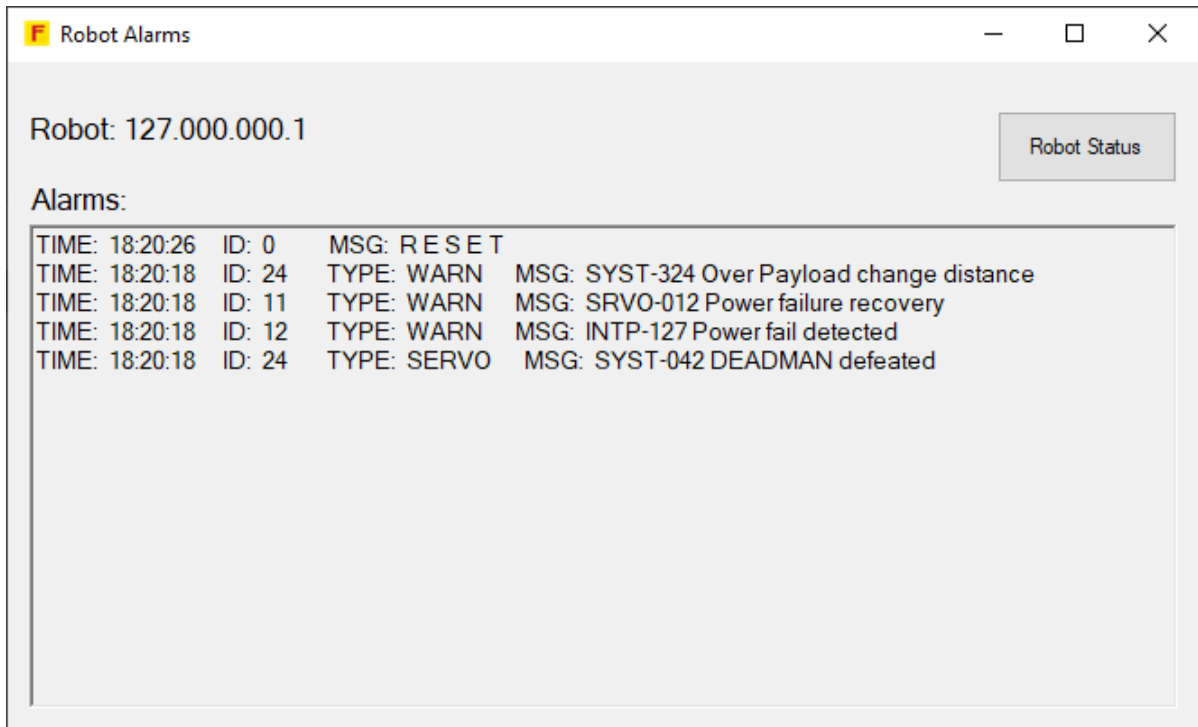 F Robot Alarms
Robot: 127.000.000.1
Robot Status
Alarms:
TIME: 18:20:26 ID: 0 MSG: R E S E T
TIME: 18:20:18 ID: 24 TYPE: WARN MSG: SYST-324 Over Payload change distance
TIME: 18:20:18 ID: 11 TYPE: WARN MSG: SRVO-012 Power failure recovery
TIME: 18:20:18 ID: 12 TYPE: WARN MSG: INTP-127 Power fail detected
TIME: 18:20:18 ID: 24 TYPE: SERVO MSG: SYST-042 DEADMAN defeated